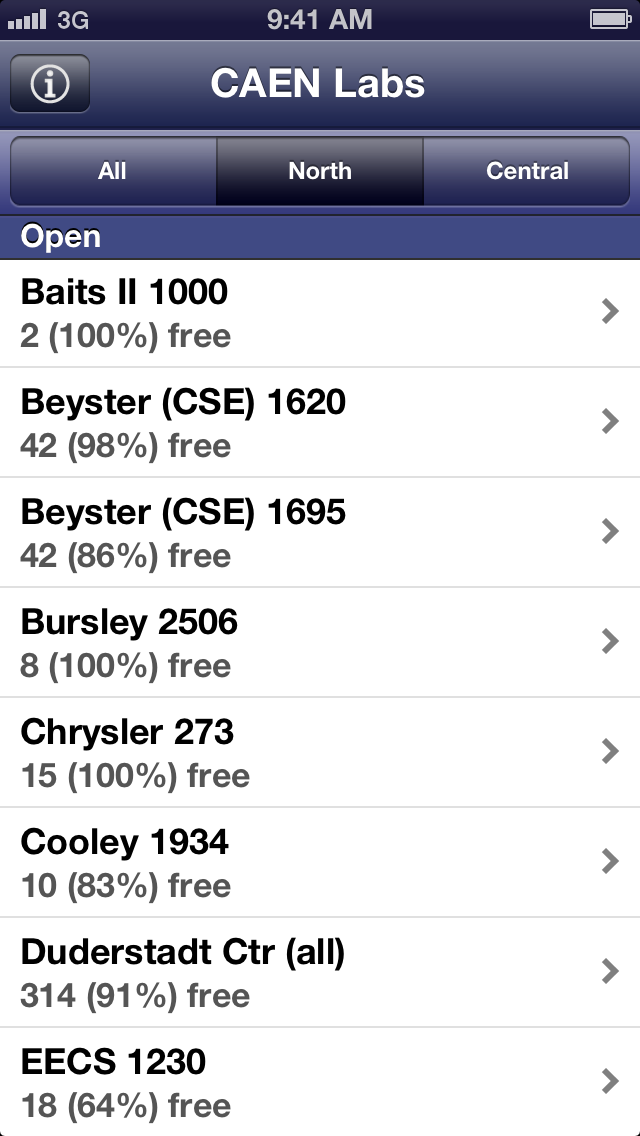 3G 9:41 AM
CAEN Labs
All North Central
Open
Baits II 1000
2 (100%) free
Beyster (CSE) 1620
42 (98%) free
Beyster (CSE) 1695
42 (86%) free
Bursley 2506
8 (100%) free
Chrysler 273
15 (100%) free
Cooley 1934
10 (83%) free
Duderstadt Ctr (all)
314 (91%) free
EECS 1230
18 (64%) free